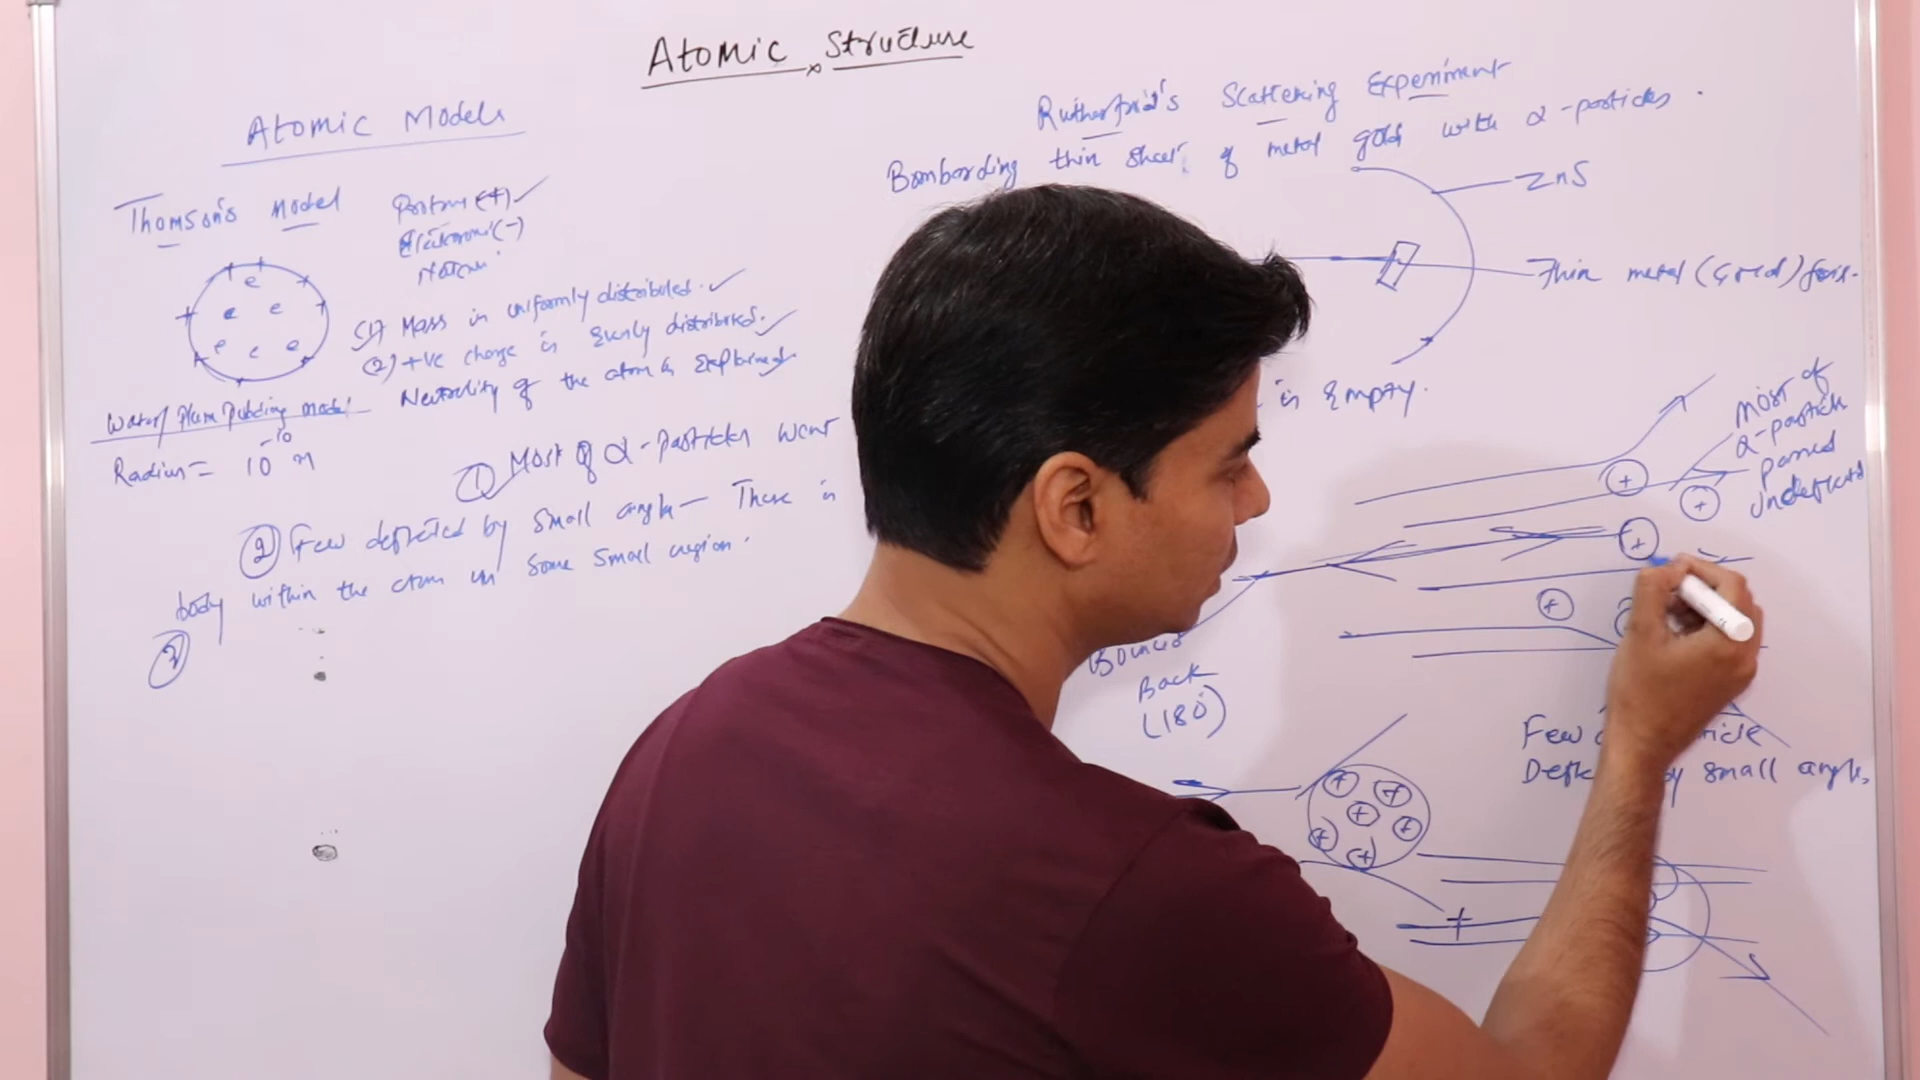 Atomic Structure
Atomic Models
Thomson's Model
Protons (+)
Electrons (-)
e
e e
e e e
(1) Mass is uniformly distributed.
(2) +ve charge is Evenly distributed.
Neutrality of the atom is Explained
Water/Plum Pudding Model
Radius = 10⁻¹⁰ m
① Most of α-Particles went
② Few deflected by small angle - There is
body within the atom in some small region.
Rutherford's Scattering Experiment
Bombarding thin sheet of metal gold with α-particles.
ZnS
Thin metal (Gold) foil.
is Empty.
Most of
α-particle
passed
undeflected
+
+
+
+
Bounced
Back
(180°)
Few
by small angle,
+ +
+
+ +
+
+